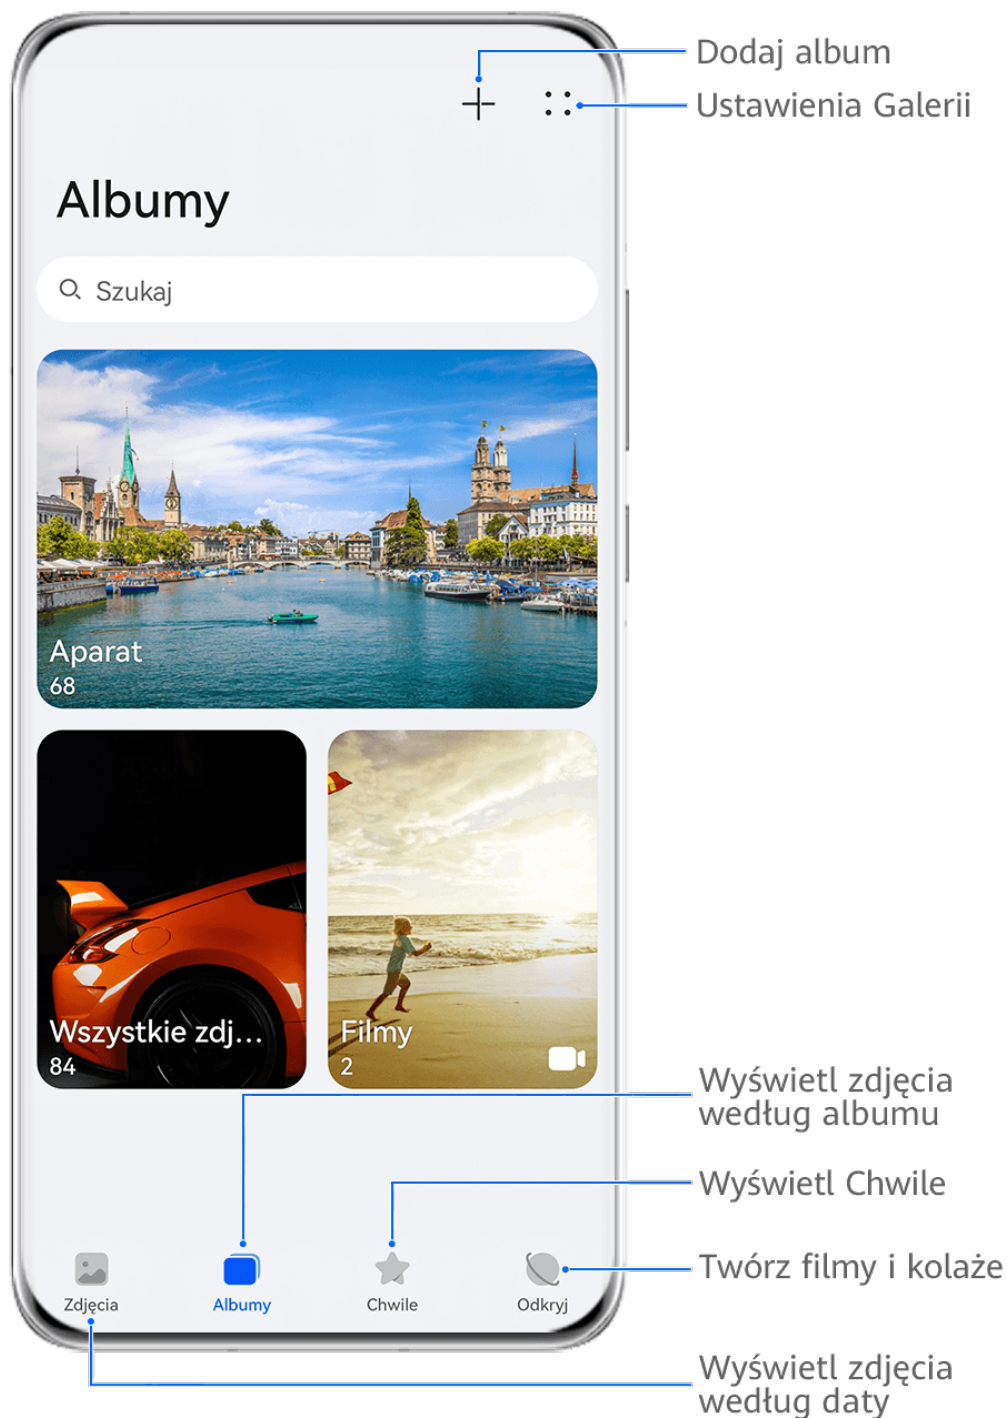 Dodaj album
Ustawienia Galerii
Albumy
Szukaj
Aparat
68
Wszystkie zdj...
84
Filmy
2
Wyświetl zdjęcia
według albumu
Wyświetl Chwile
Twórz filmy i kolaże
Zdjęcia
Albumy
Chwile
Odkryj
Wyświetl zdjęcia
według daty